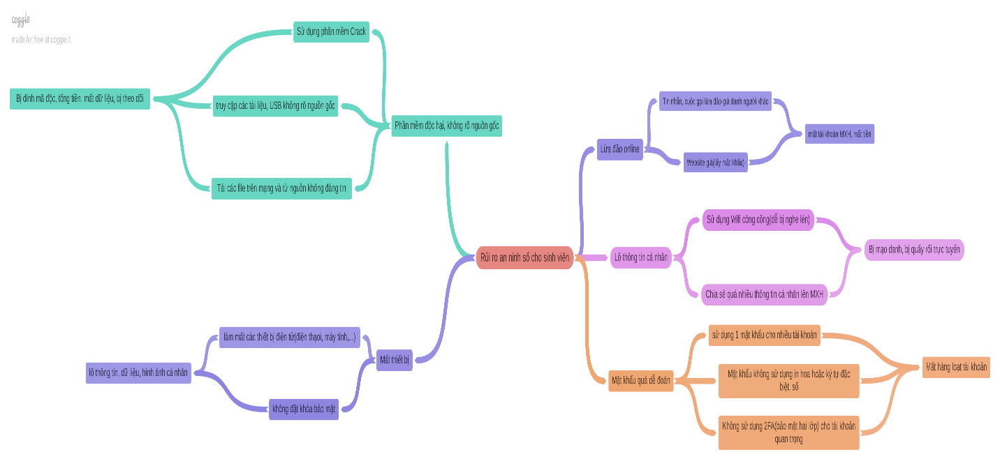 coggle
made for free at coggle.it
Sử dụng phần mềm Crack
Bị dính mã độc, tống tiền, mất dữ liệu, bị theo dõi
truy cập các tài liệu, USB không rõ nguồn gốc
Phần mềm độc hại, không rõ nguồn gốc
Tải các file trên mạng và từ nguồn không đáng tin
Tin nhắn, cuộc gọi lừa đảo giả danh người khác
mất tài khoản MXH, mất tiền
Lừa đảo online
Website giả(lấy mật khẩu)
Sử dụng Wifi công cộng(dễ bị nghe lén)
Rủi ro an ninh số cho sinh viên
Lộ thông tin cá nhân
Bị mạo danh, bị quấy rối trực tuyến
Chia sẻ quá nhiều thông tin cá nhân lên MXH
làm mất các thiết bị điện tử(điện thạoi, máy tính,...)
lộ thông tin, dữ liệu, hình ảnh cá nhân
Mất thiết bị
không đặt khóa bảo mật
sử dụng 1 mật khẩu cho nhiều tài khoản
Mật khẩu quá dễ đoán
Mật khẩu không sử dụng in hoa hoặc ký tự đặc
biệt, số
Mất hàng loạt tài khoản
Không sử dụng 2FA(bảo mật hai lớp) cho tài khoản
quan trọng